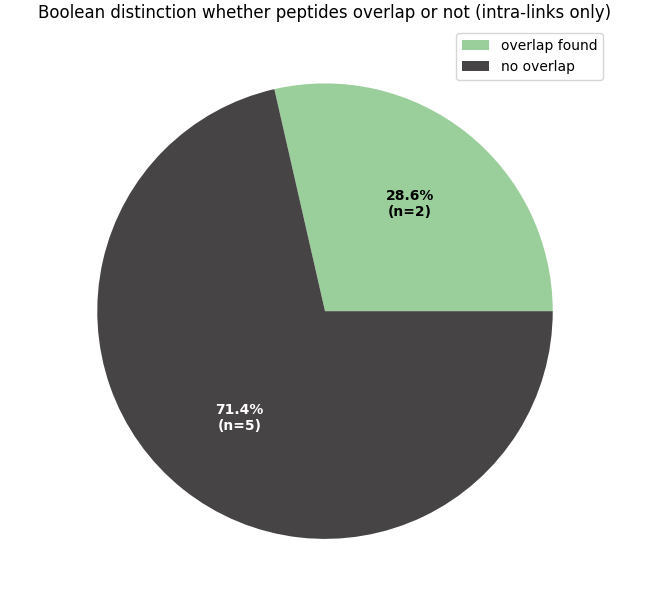 Boolean distinction whether peptides overlap or not (intra-links only)
overlap found
no overlap
28.6%
(n=2)
71.4%
(n=5)